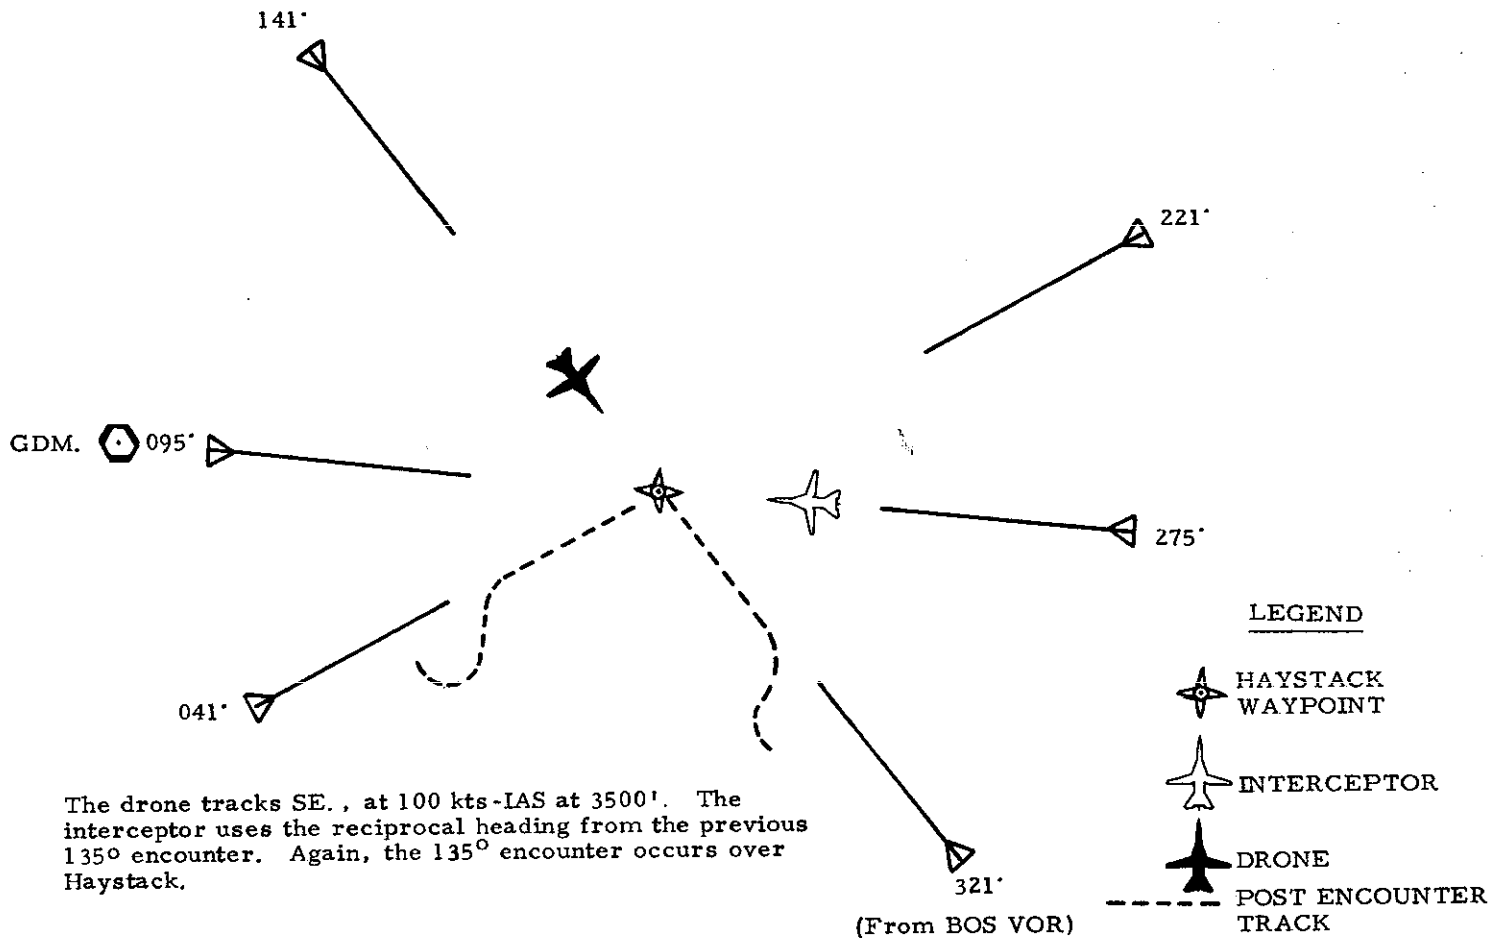 141°
221°
GDM.
095°
275°
041°
321°
(From BOS VOR)
The drone tracks SE., at 100 kts-IAS at 3500'. The
interceptor uses the reciprocal heading from the previous
135° encounter. Again, the 135° encounter occurs over
Haystack.
LEGEND
HAYSTACK
WAYPOINT
INTERCEPTOR
DRONE
POST ENCOUNTER
TRACK